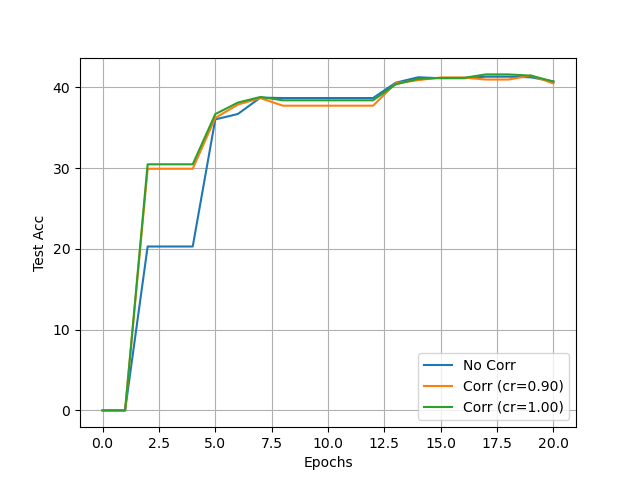 Test Acc
40
30
20
10
0
No Corr
Corr (cr=0.90)
Corr (cr=1.00)
0.0 2.5 5.0 7.5 10.0 12.5 15.0 17.5 20.0
Epochs